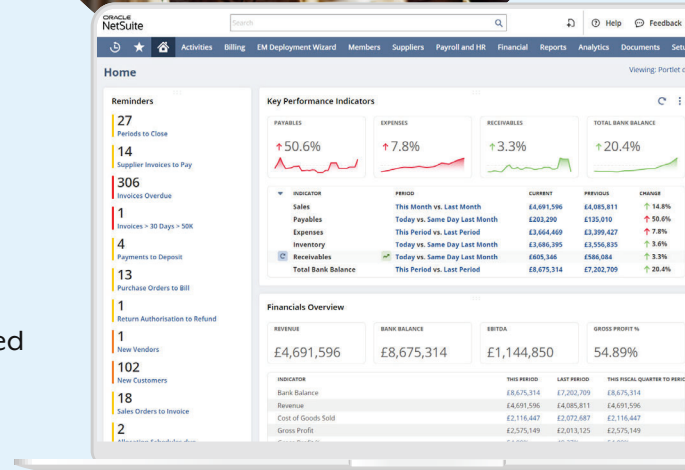 ORACLE
NetSuite
Search
Help
Feedback
Activities Billing EM Deployment Wizard Members Suppliers Payroll and HR Financial Reports Analytics Documents Setu
Home
Viewing: Portlet d
Reminders
27
Periods to Close
14
Supplier Invoices to Pay
306
Invoices Overdue
1
Invoices > 30 Days > 50K
4
Payments to Deposit
13
Purchase Orders to Bill
1
Return Authorisation to Refund
1
New Vendors
102
New Customers
18
Sales Orders to Invoice
2
Key Performance Indicators
PAYABLES EXPENSES RECEIVABLES TOTAL BANK BALANCE
↑50.6% ↑7.8% ↑3.3% ↑20.4%
INDICATOR PERIOD CURRENT PREVIOUS CHANGE
Sales This Month vs. Last Month £4,691,596 £4,085,811 ↑ 14.8%
Payables Today vs. Same Day Last Month £203,290 £135,010 ↑ 50.6%
Expenses This Period vs. Last Period £3,664,469 £3,399,427 ↑ 7.8%
Inventory Today vs. Same Day Last Month £3,686,395 £3,556,835 ↑ 3.6%
Receivables Today vs. Same Day Last Month £605,346 £586,084 ↑ 3.3%
Total Bank Balance This Period vs. Last Period £8,675,314 £7,202,709 ↑ 20.4%
Financials Overview
REVENUE BANK BALANCE EBITDA GROSS PROFIT %
£4,691,596 £8,675,314 £1,144,850 54.89%
INDICATOR THIS PERIOD LAST PERIOD THIS FISCAL QUARTER TO PERIO
Bank Balance £8,675,314 £7,202,709 £8,675,314
Revenue £4,691,596 £4,085,811 £4,691,596
Cost of Goods Sold £2,116,447 £2,072,687 £2,116,447
Gross Profit £2,575,149 £2,013,125 £2,575,149
ed